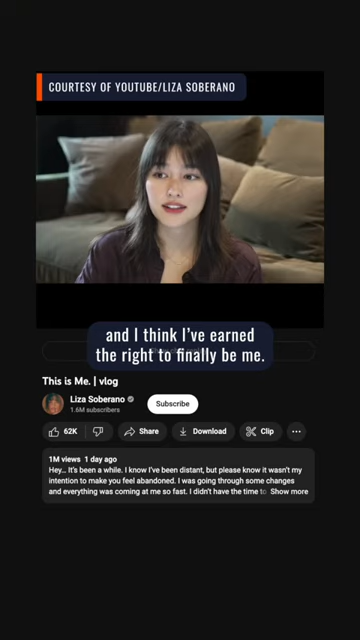 COURTESY OF YOUTUBE/LIZA SOBERANO
and I think I've earned
the right to finally be me.
This is Me. | vlog
Liza Soberano
1.6M subscribers
Subscribe
62K
Share
Download
Clip
1M views 1 day ago
Hey... It's been a while. I know I've been distant, but please know it wasn't my
intention to make you feel abandoned. I was going through some changes
and everything was coming at me so fast. I didn't have the time to Show more